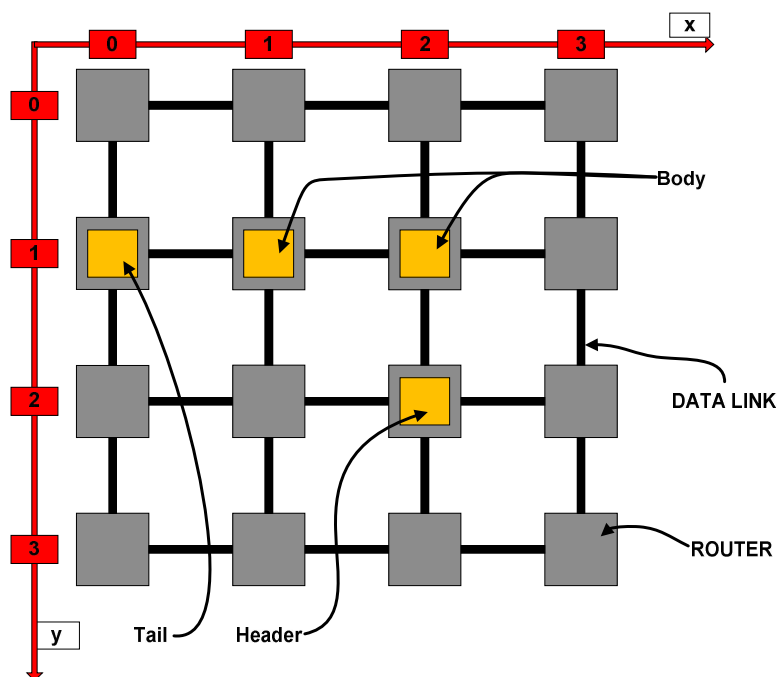 x
0 1 2 3
0
Body
1
2
DATA LINK
3
ROUTER
y
Tail
Header